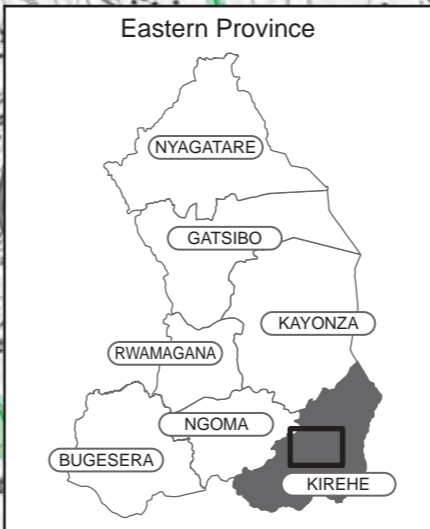 Eastern Province
NYAGATARE
GATSIBO
KAYONZA
RWAMAGANA
NGOMA
BUGESERA
KIREHE